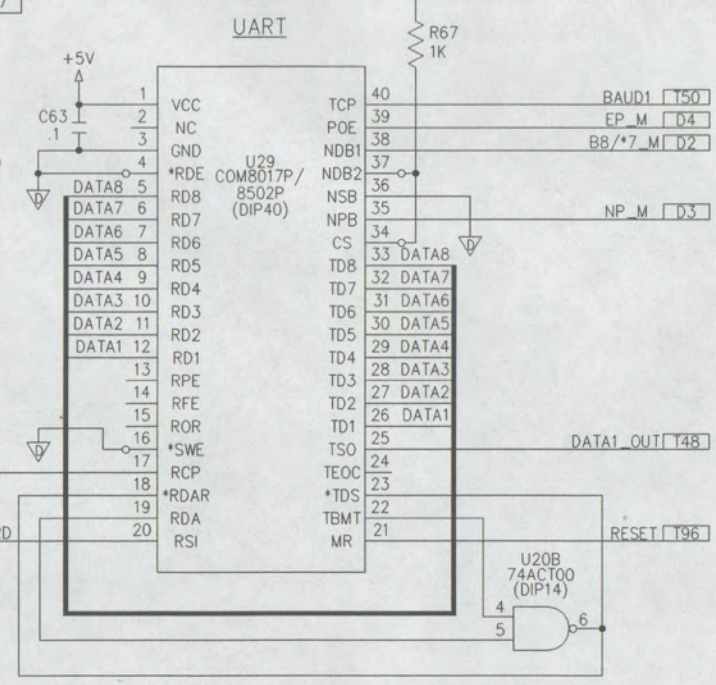 UART
R67
1K
+5V
C63
.1
1 VCC TCP 40 BAUD1 T50
2 NC POE 39 EP_M D4
3 GND NDB1 38 B8/*7_M D2
4 *RDE NDB2 37
U29
COM8017P/
8502P
(DIP40)
DATA8 5 RD8 NSB 36
DATA7 6 RD7 NPB 35 NP_M D3
DATA6 7 RD6 CS 34
DATA5 8 RD5 TD8 33 DATA8
DATA4 9 RD4 TD7 32 DATA7
DATA3 10 RD3 TD6 31 DATA6
DATA2 11 RD2 TD5 30 DATA5
DATA1 12 RD1 TD4 29 DATA4
13 RPE TD3 28 DATA3
14 RFE TD2 27 DATA2
15 ROR TD1 26 DATA1
16 *SWE TSO 25 DATA1_OUT T48
17 RCP TEOC 24
18 *RDAR *TDS 23
19 RDA TBMT 22
20 RSI MR 21 RESET T96
D
D
D
U20B
74ACT00
(DIP14)
4
5
6